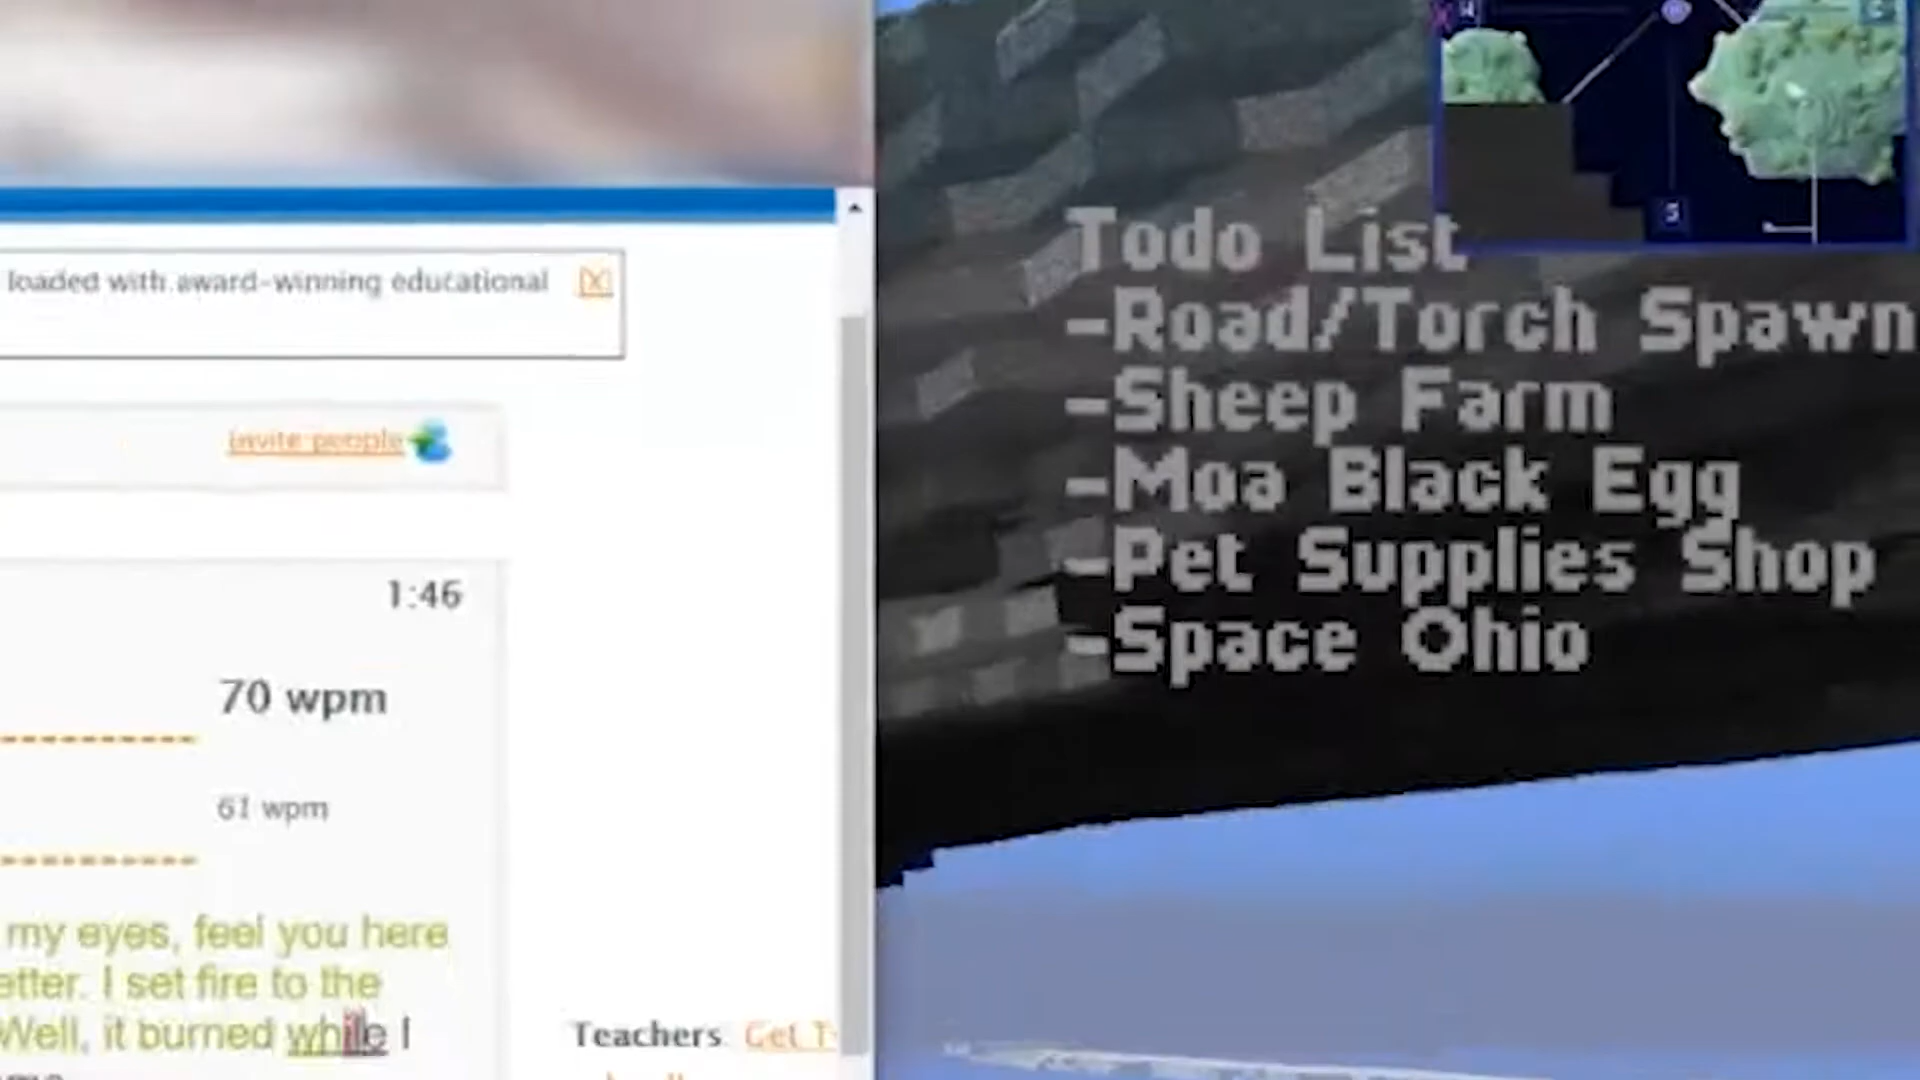 loaded with award-winning educational [X]
invite people
1:46
70 wpm
61 wpm
my eyes, feel you here
etter. I set fire to the
Well, it burned while I
Teachers Get T
Todo List
-Road/Torch Spawn
-Sheep Farm
-Moa Black Egg
-Pet Supplies Shop
-Space Ohio
S